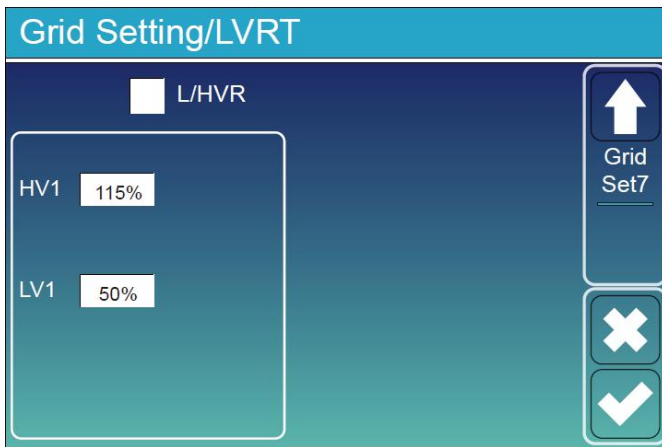 Grid Setting/LVRT
L/HVR
HV1 115%
LV1 50%
Grid
Set7